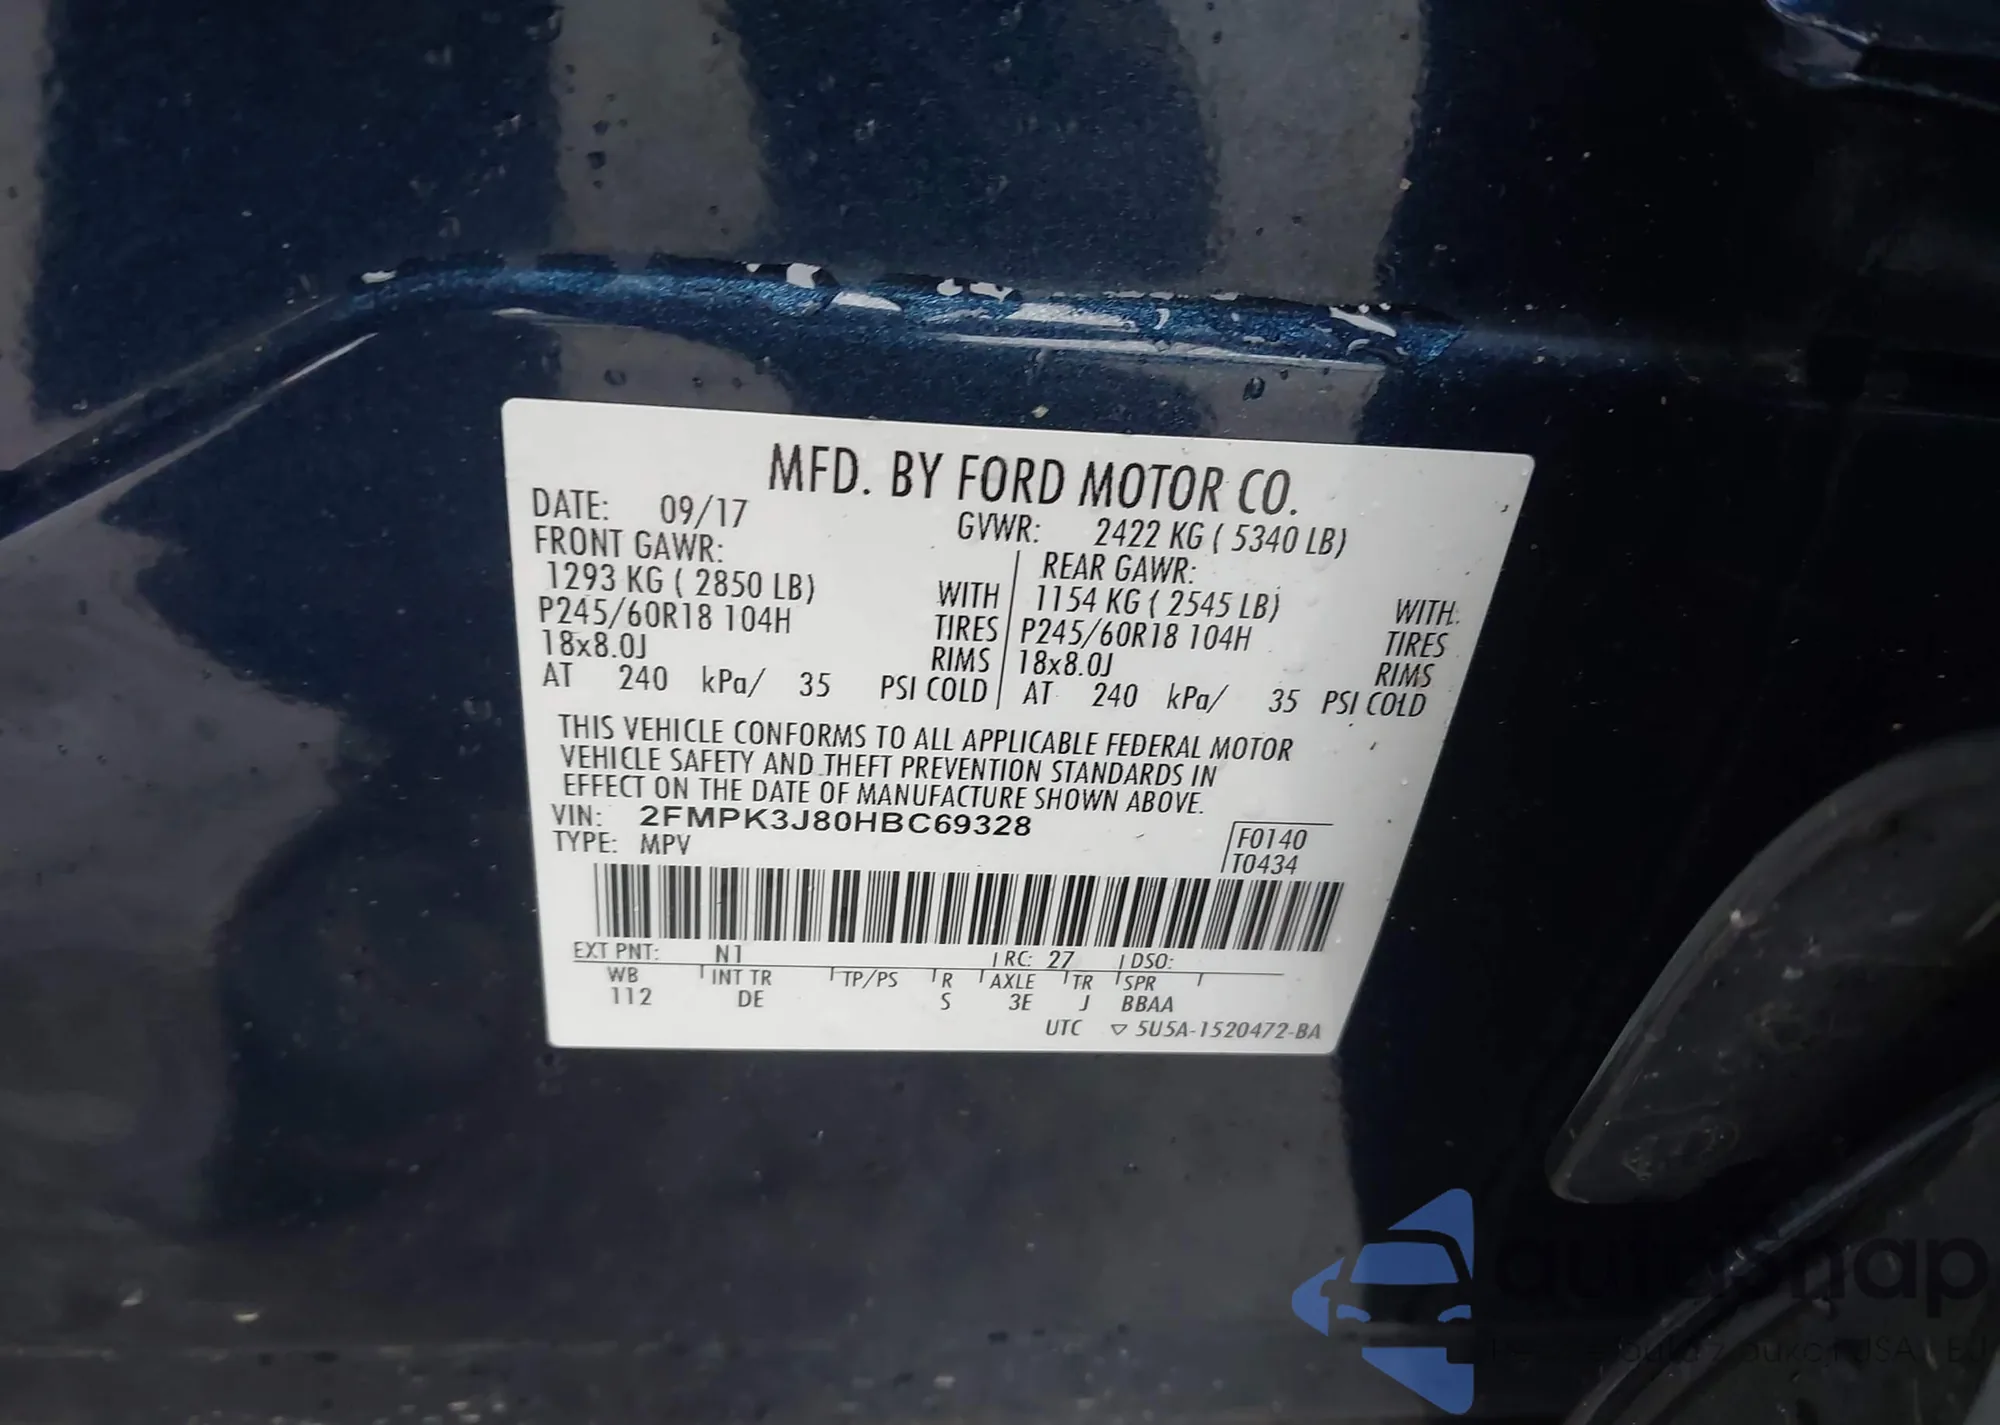 MFD. BY FORD MOTOR CO.
DATE: 09/17 GVWR: 2422 KG ( 5340 LB)
FRONT GAWR: REAR GAWR:
1293 KG ( 2850 LB) WITH 1154 KG ( 2545 LB) WITH:
P245/60R18 104H TIRES P245/60R18 104H TIRES
18x8.0J RIMS 18x8.0J RIMS
AT 240 kPa/ 35 PSI COLD AT 240 kPa/ 35 PSI COLD
THIS VEHICLE CONFORMS TO ALL APPLICABLE FEDERAL MOTOR
VEHICLE SAFETY AND THEFT PREVENTION STANDARDS IN
EFFECT ON THE DATE OF MANUFACTURE SHOWN ABOVE.
VIN: 2FMPK3J80HBC69328
TYPE: MPV
F0140
T0434
EXT PNT: N1 RC: 27 DSO:
WB INT TR TP/PS R AXLE TR SPR
112 DE S 3E J BBAA
UTC ▽ 5U5A-1520472-BA